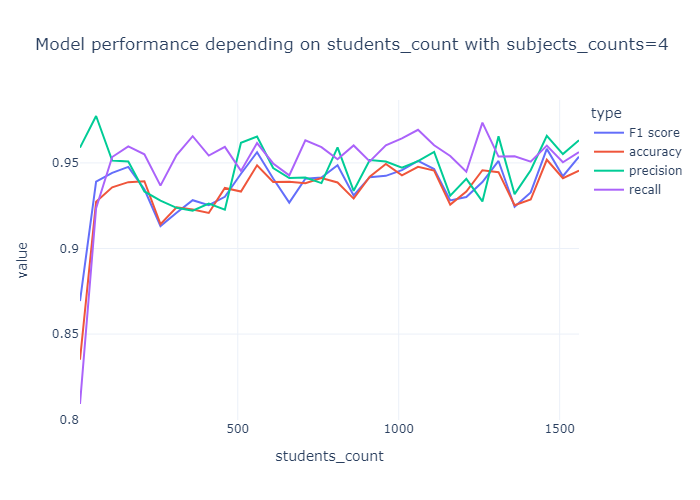 Model performance depending on students_count with subjects_counts=4
type
F1 score
accuracy
precision
recall
0.95
0.9
0.85
0.8
value
500
1000
1500
students_count